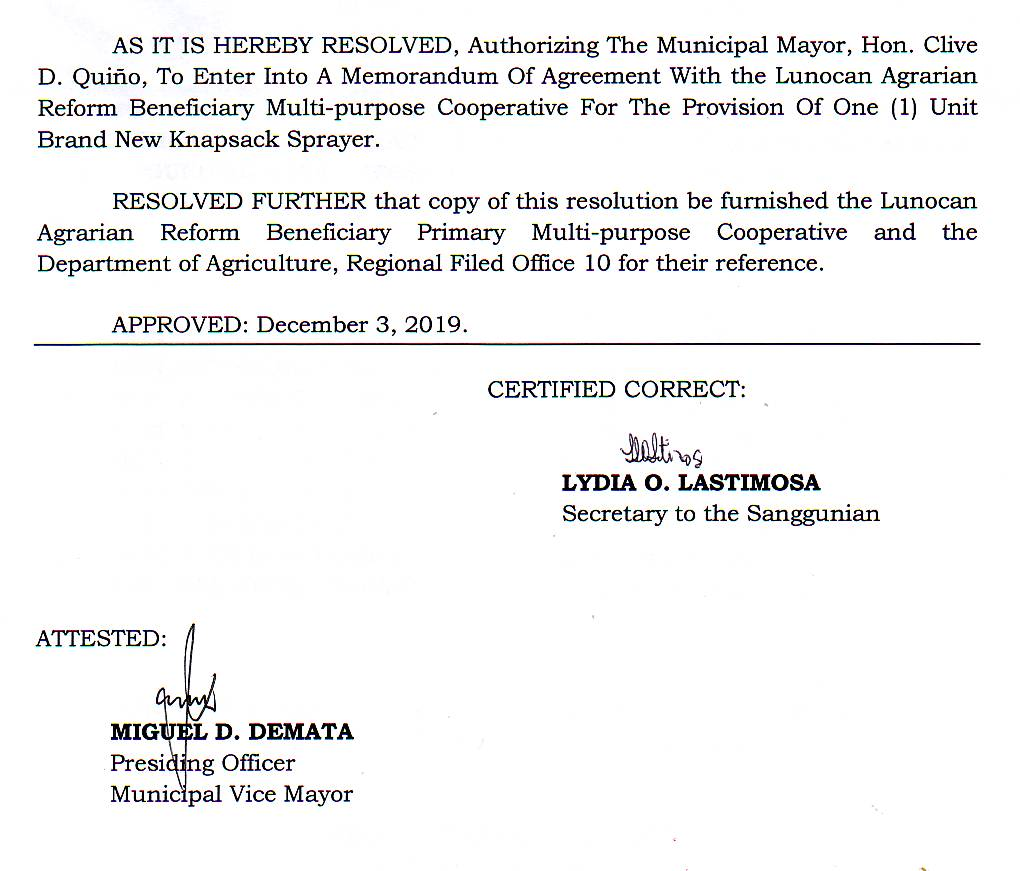 AS IT IS HEREBY RESOLVED, Authorizing The Municipal Mayor, Hon. Clive
D. Quiño, To Enter Into A Memorandum Of Agreement With the Lunocan Agrarian
Reform Beneficiary Multi-purpose Cooperative For The Provision Of One (1) Unit
Brand New Knapsack Sprayer.
RESOLVED FURTHER that copy of this resolution be furnished the Lunocan
Agrarian Reform Beneficiary Primary Multi-purpose Cooperative and the
Department of Agriculture, Regional Filed Office 10 for their reference.
APPROVED: December 3, 2019.
CERTIFIED CORRECT:
LYDIA O. LASTIMOSA
Secretary to the Sanggunian
ATTESTED:
MIGUEL D. DEMATA
Presiding Officer
Municipal Vice Mayor